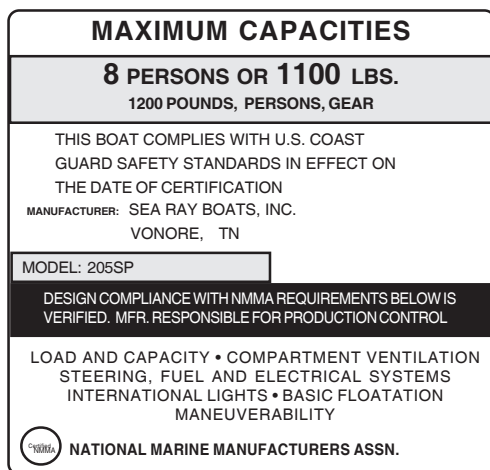 MAXIMUM CAPACITIES
8 PERSONS OR 1100 LBS.
1200 POUNDS, PERSONS, GEAR
THIS BOAT COMPLIES WITH U.S. COAST
GUARD SAFETY STANDARDS IN EFFECT ON
THE DATE OF CERTIFICATION
MANUFACTURER: SEA RAY BOATS, INC.
VONORE, TN
MODEL: 205SP
DESIGN COMPLIANCE WITH NMMA REQUIREMENTS BELOW IS
VERIFIED. MFR. RESPONSIBLE FOR PRODUCTION CONTROL
LOAD AND CAPACITY • COMPARTMENT VENTILATION
STEERING, FUEL AND ELECTRICAL SYSTEMS
INTERNATIONAL LIGHTS • BASIC FLOATATION
MANEUVERABILITY
Certified
NMMA
NATIONAL MARINE MANUFACTURERS ASSN.